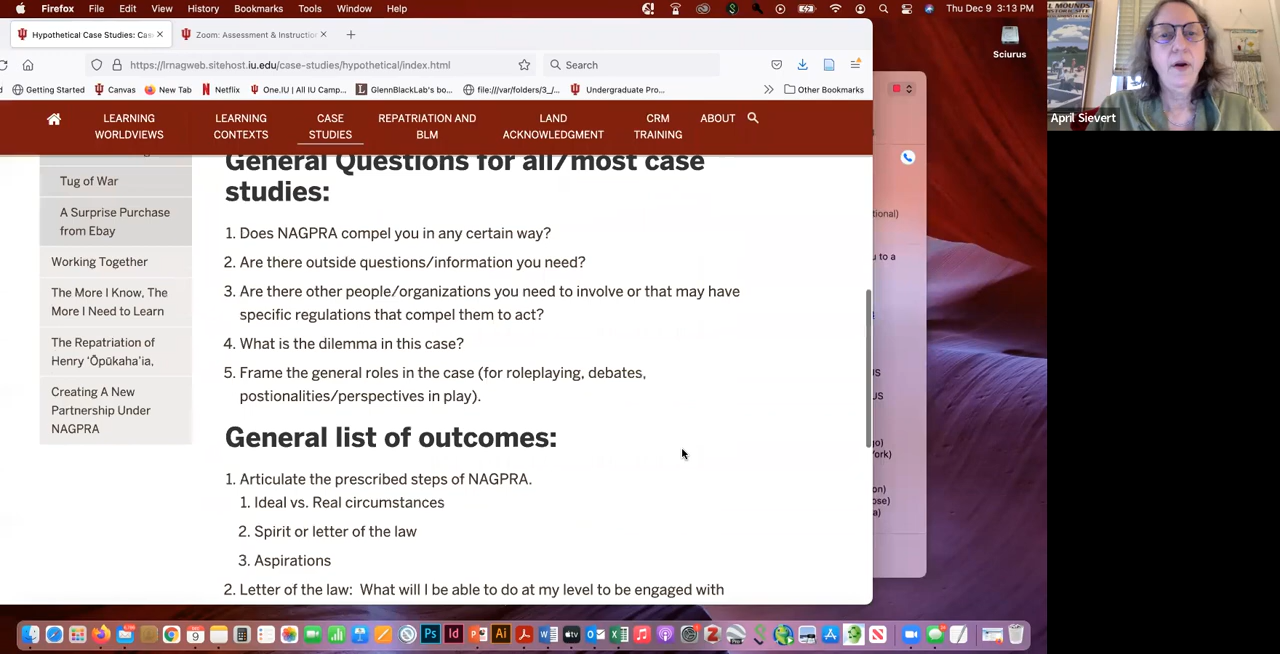 Firefox File Edit View History Bookmarks Tools Window Help Thu Dec 9 3:13 PM
Hypothetical Case Studies: Cas
Zoom: Assessment & Instruction
https://lrnagweb.sitehost.iu.edu/case-studies/hypothetical/index.html
Search
Getting Started Canvas New Tab Netflix One.IU | All IU Camp... GlennBlackLab's bo... file:///var/folders/3_/... Undergraduate Pro... Other Bookmarks
LEARNING WORLDVIEWS
LEARNING CONTEXTS
CASE STUDIES
REPATRIATION AND BLM
LAND ACKNOWLEDGMENT
CRM TRAINING
ABOUT
Tug of War
A Surprise Purchase
from Ebay
Working Together
The More I Know, The
More I Need to Learn
The Repatriation of
Henry ʻŌpūkahaʻia,
Creating A New
Partnership Under
NAGPRA
General Questions for all/most case
studies:
1. Does NAGPRA compel you in any certain way?
2. Are there outside questions/information you need?
3. Are there other people/organizations you need to involve or that may have
specific regulations that compel them to act?
4. What is the dilemma in this case?
5. Frame the general roles in the case (for roleplaying, debates,
postionalities/perspectives in play).
General list of outcomes:
1. Articulate the prescribed steps of NAGPRA.
1. Ideal vs. Real circumstances
2. Spirit or letter of the law
3. Aspirations
2. Letter of the law: What will I be able to do at my level to be engaged with
Sciurus
April Sievert